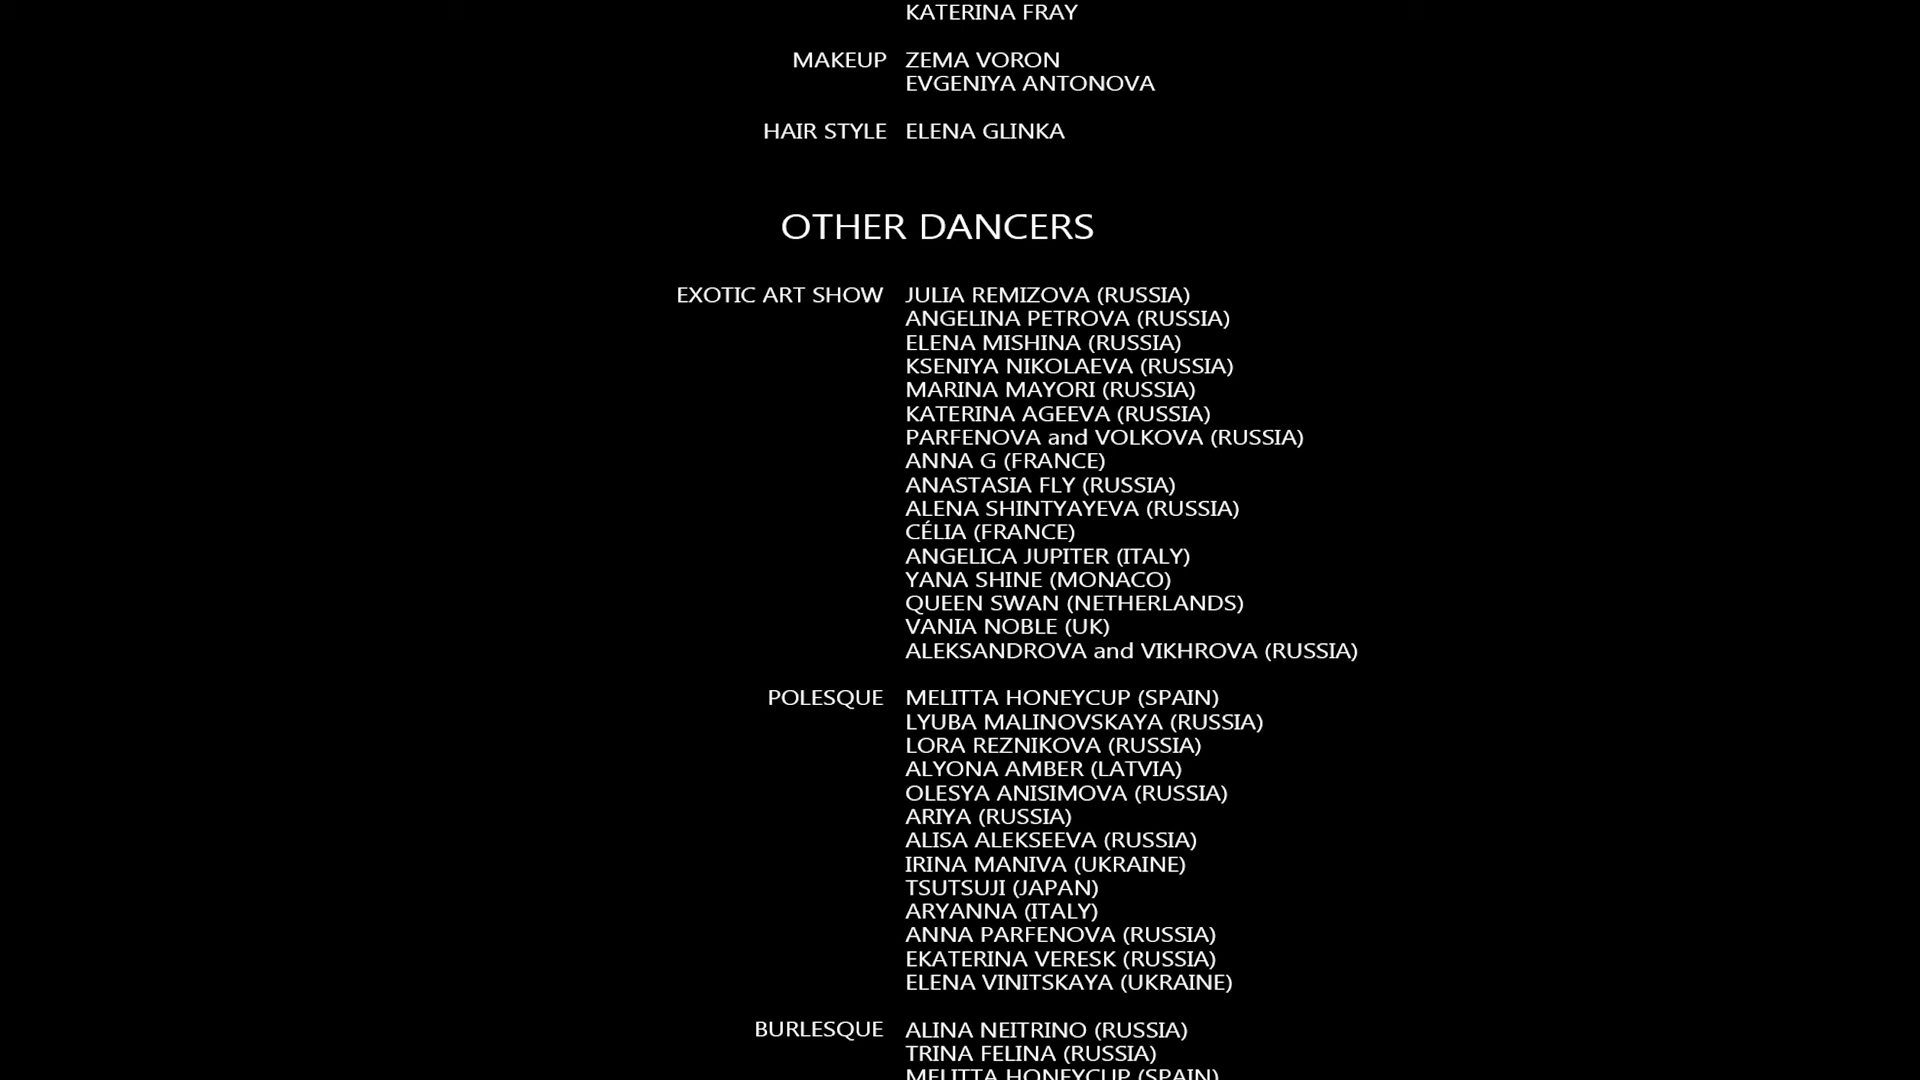 KATERINA FRAY
MAKEUP ZEMA VORON
EVGENIYA ANTONOVA
HAIR STYLE ELENA GLINKA
OTHER DANCERS
EXOTIC ART SHOW JULIA REMIZOVA (RUSSIA)
ANGELINA PETROVA (RUSSIA)
ELENA MISHINA (RUSSIA)
KSENIYA NIKOLAEVA (RUSSIA)
MARINA MAYORI (RUSSIA)
KATERINA AGEEVA (RUSSIA)
PARFENOVA and VOLKOVA (RUSSIA)
ANNA G (FRANCE)
ANASTASIA FLY (RUSSIA)
ALENA SHINTYAYEVA (RUSSIA)
CÉLIA (FRANCE)
ANGELICA JUPITER (ITALY)
YANA SHINE (MONACO)
QUEEN SWAN (NETHERLANDS)
VANIA NOBLE (UK)
ALEKSANDROVA and VIKHROVA (RUSSIA)
POLESQUE MELITTA HONEYCUP (SPAIN)
LYUBA MALINOVSKAYA (RUSSIA)
LORA REZNIKOVA (RUSSIA)
ALYONA AMBER (LATVIA)
OLESYA ANISIMOVA (RUSSIA)
ARIYA (RUSSIA)
ALISA ALEKSEEVA (RUSSIA)
IRINA MANIVA (UKRAINE)
TSUTSUJI (JAPAN)
ARYANNA (ITALY)
ANNA PARFENOVA (RUSSIA)
EKATERINA VERESK (RUSSIA)
ELENA VINITSKAYA (UKRAINE)
BURLESQUE ALINA NEITRINO (RUSSIA)
TRINA FELINA (RUSSIA)
MELITTA HONEYCUP (SPAIN)